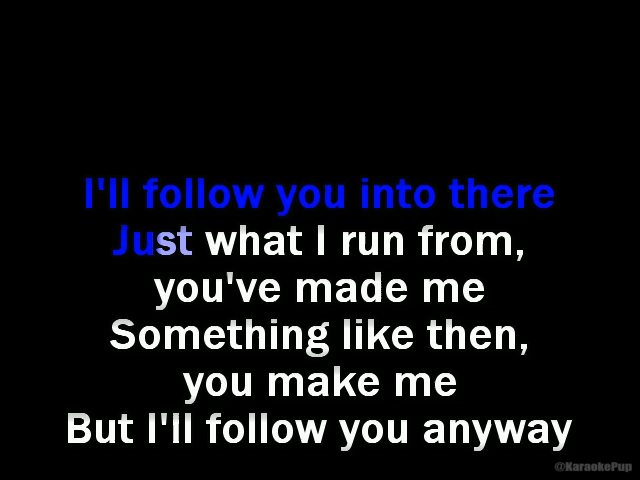 I'll follow you into there
Just what I run from,
you've made me
Something like then,
you make me
But I'll follow you anyway
@KaraokePup